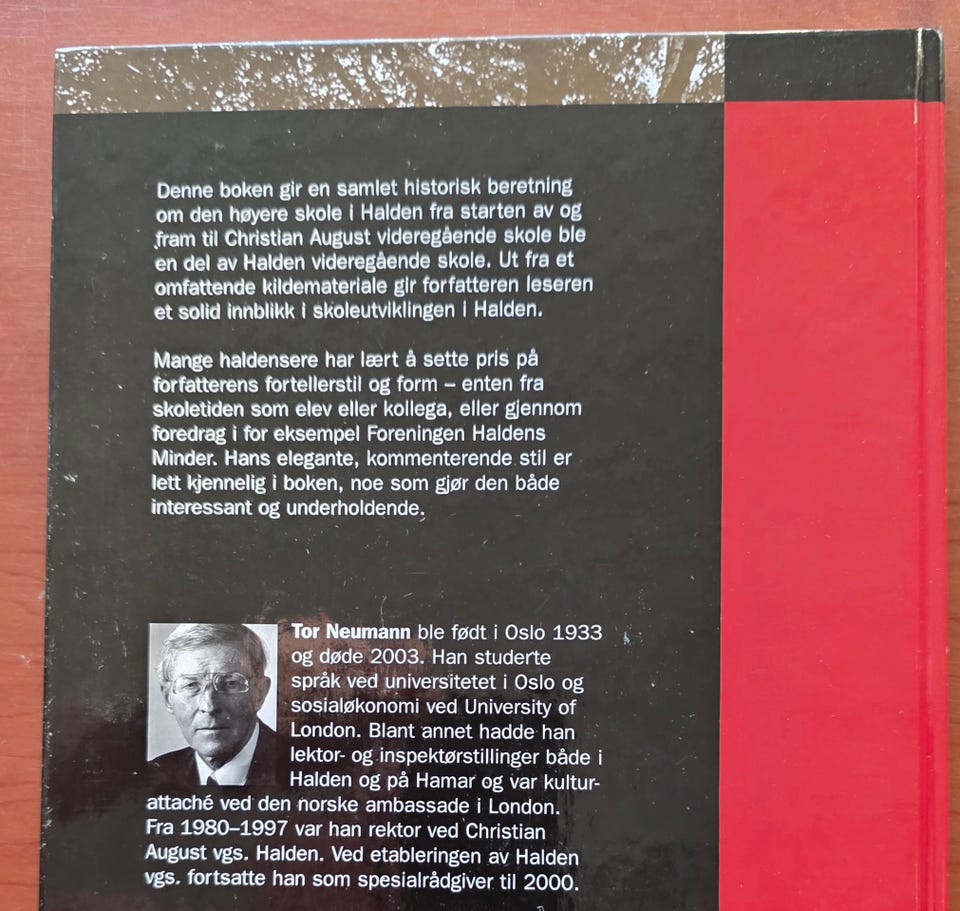 Denne boken gir en samlet historisk beretning
om den høyere skole i Halden fra starten av og
fram til Christian August videregående skole ble
en del av Halden videregående skole. Ut fra et
omfattende kildemateriale gir forfatteren leseren
et solid innblikk i skoleutviklingen i Halden.
Mange haldensere har lært å sette pris på
forfatterens fortellerstil og form – enten fra
skoletiden som elev eller kollega, eller gjennom
foredrag i for eksempel Foreningen Haldens
Minder. Hans elegante, kommenterende stil er
lett kjennelig i boken, noe som gjør den både
interessant og underholdende.
Tor Neumann ble født i Oslo 1933
og døde 2003. Han studerte
språk ved universitetet i Oslo og
sosialøkonomi ved University of
London. Blant annet hadde han
lektor- og inspektørstillinger både i
Halden og på Hamar og var kultur-
attaché ved den norske ambassade i London.
Fra 1980–1997 var han rektor ved Christian
August vgs. Halden. Ved etableringen av Halden
vgs. fortsatte han som spesialrådgiver til 2000.